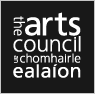 the arts
council
an chomhairle
ealaíon